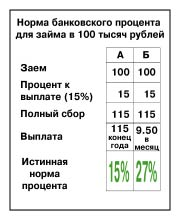 Норма банковского процента
для займа в 100 тысяч рублей
А Б
Заем 100 100
Процент к
выплате (15%) 15 15
Полный сбор 115 115
Выплата 115 конец года 9.50 в месяц
Истинная
норма
процента 15% 27%